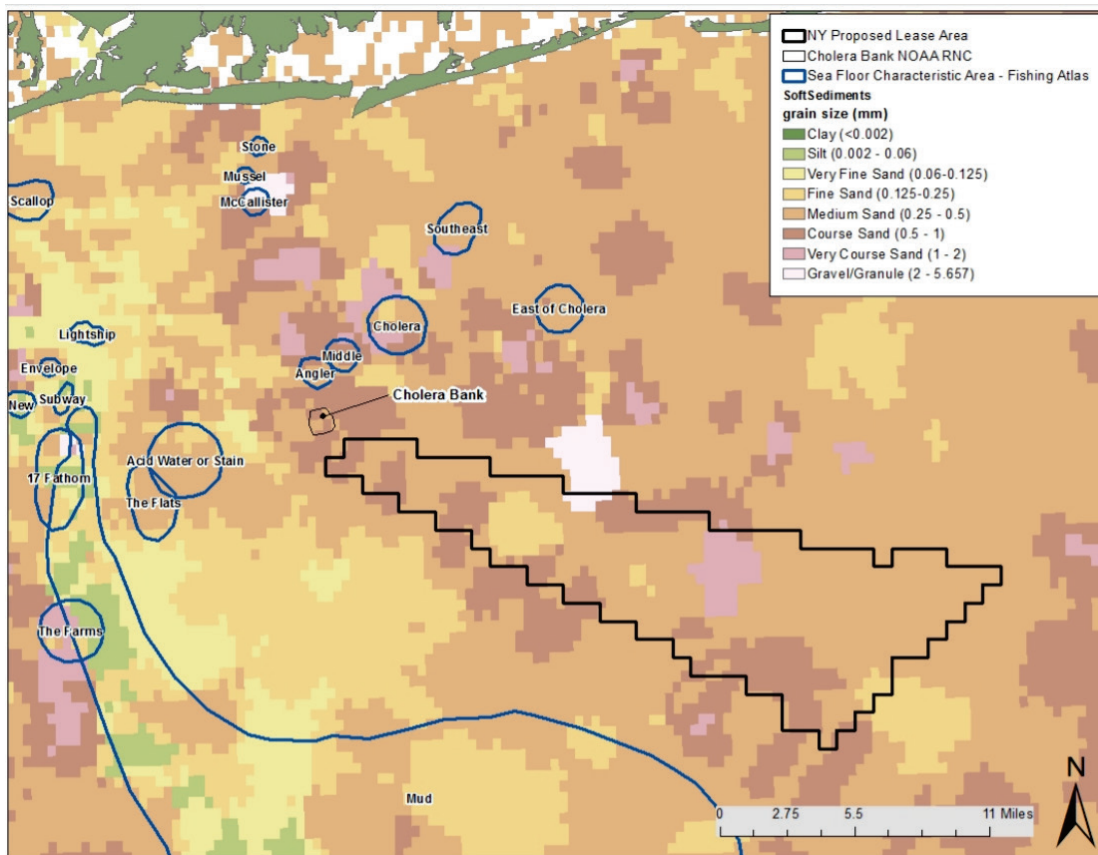 NY Proposed Lease Area
Cholera Bank NOAA RNC
Sea Floor Characteristic Area - Fishing Atlas
SoftSediments
grain size (mm)
Clay (<0.002)
Silt (0.002 - 0.06)
Very Fine Sand (0.06-0.125)
Fine Sand (0.125-0.25)
Medium Sand (0.25 - 0.5)
Course Sand (0.5 - 1)
Very Course Sand (1 - 2)
Gravel/Granule (2 - 5.657)
Stone
Mussel
McCallister
Scallop
Southeast
East of Cholera
Cholera
Lightship
Middle
Envelope
Angler
Cholera Bank
New
Subway
Acid Water or Stain
17 Fathom
The Flats
The Farms
Mud
N
0 2.75 5.5 11 Miles